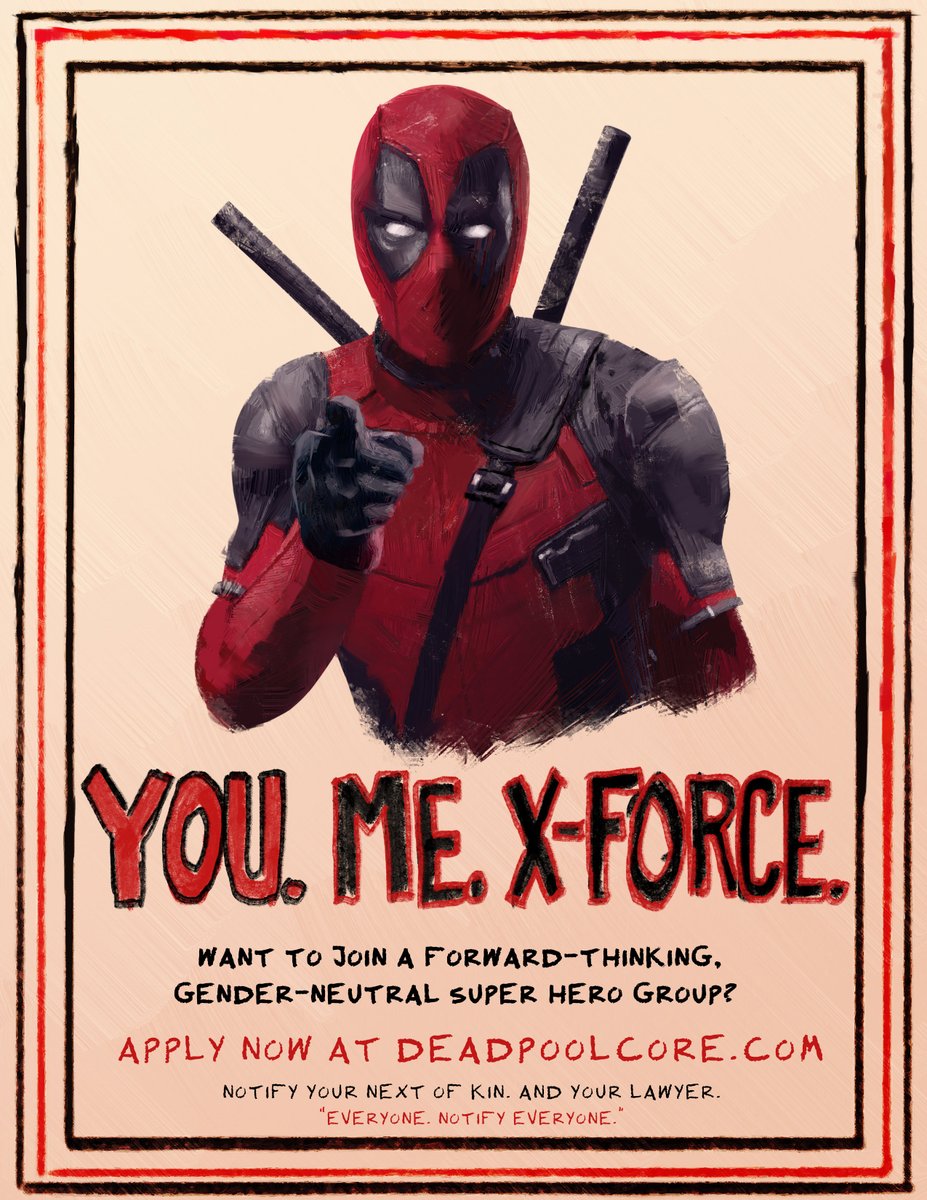 YOU. ME. X-FORCE.
WANT TO JOIN A FORWARD-THINKING,
GENDER-NEUTRAL SUPER HERO GROUP?
APPLY NOW AT DEADPOOLCORE.COM
NOTIFY YOUR NEXT OF KIN. AND YOUR LAWYER.
"EVERYONE. NOTIFY EVERYONE."